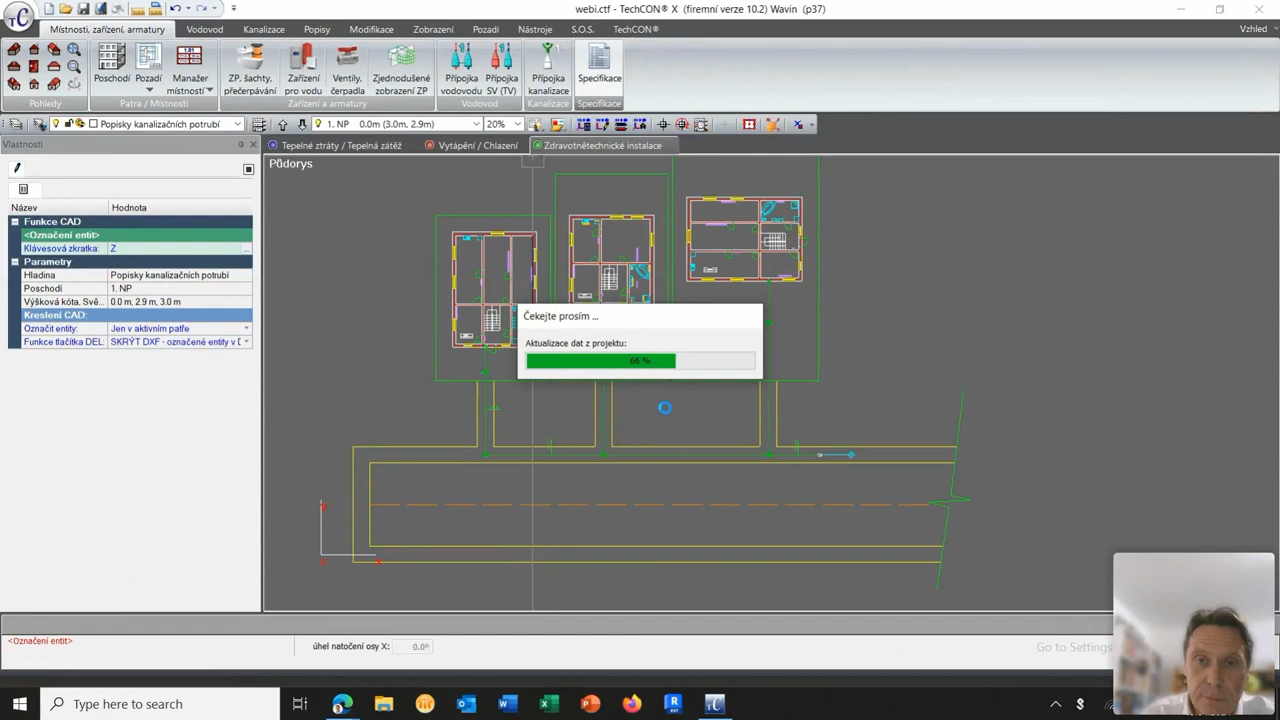 webi.ctf - TechCON® X (firemní verze 10.2) Wavin (p37)
Místnosti, zařízení, armatury
Vodovod
Kanalizace
Popisy
Modifikace
Zobrazení
Pozadí
Nástroje
S.O.S.
TechCON®
Vzhled
Poschodí
Pozadí
Manažer místností
ZP, šachty, přečerpávání
Zařízení pro vodu
Ventily, čerpadla
Zjednodušené zobrazení ZP
Přípojka vodovodu
Přípojka SV (TV)
Přípojka kanalizace
Specifikace
Pohledy
Patra / Místnosti
Zařízení a armatury
Vodovod
Kanalizace
Specifikace
Popisky kanalizačních potrubí
1. NP 0.0m (3.0m, 2.9m)
20%
Vlastnosti
Tepelné ztráty / Tepelná zátěž
Vytápění / Chlazení
Zdravotnětechnické instalace
Půdorys
Název Hodnota
Funkce CAD
<Označení entit>
Klávesová zkratka: Z
Parametry
Hladina Popisky kanalizačních potrubí
Poschodí 1. NP
Výšková kóta, Svě... 0.0 m, 2.9 m, 3.0 m
Kreslení CAD:
Označit entity: Jen v aktivním patře
Funkce tlačítka DEL: SKRÝT DXF - označené entity v D
Čekejte prosím ...
Aktualizace dat z projektu:
66 %
<Označení entit>
úhel natočení osy X: 0.0°
Go to Settings
Type here to search